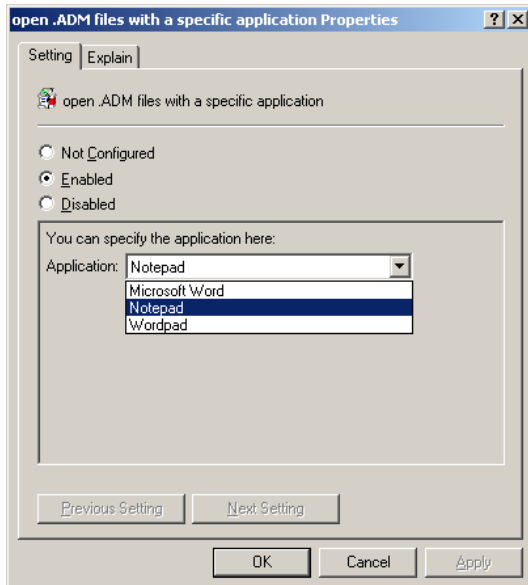 open .ADM files with a specific application Properties
Setting
Explain
open .ADM files with a specific application
Not Configured
Enabled
Disabled
You can specify the application here:
Application: Notepad
Microsoft Word
Notepad
Wordpad
Previous Setting
Next Setting
OK
Cancel
Apply